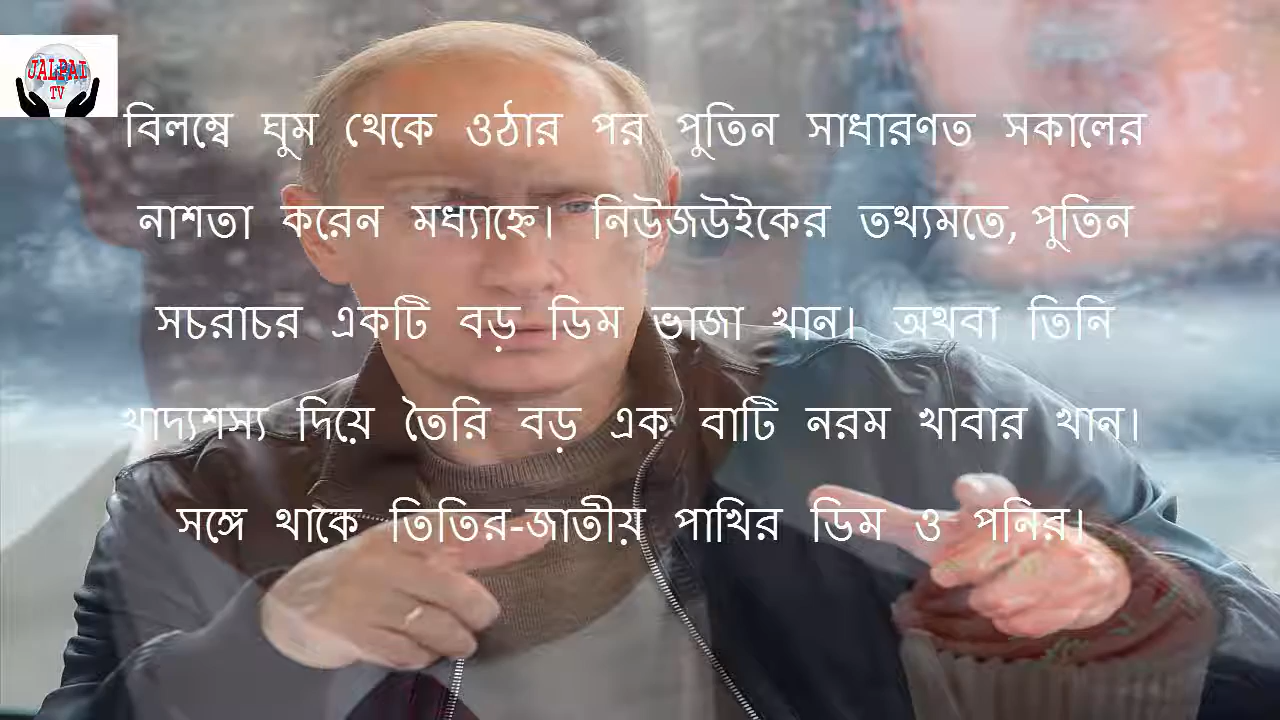 JALPAI
TV
বিলম্বে ঘুম থেকে ওঠার পর পুতিন সাধারণত সকালের
নাশতা করেন মধ্যাহ্নে। নিউজউইকের তথ্যমতে, পুতিন
সচরাচর একটি বড় ডিম ভাজা খান। অথবা তিনি
খাদ্যশস্য দিয়ে তৈরি বড় এক বাটি নরম খাবার খান।
সঙ্গে থাকে তিতির-জাতীয় পাখির ডিম ও পনির।